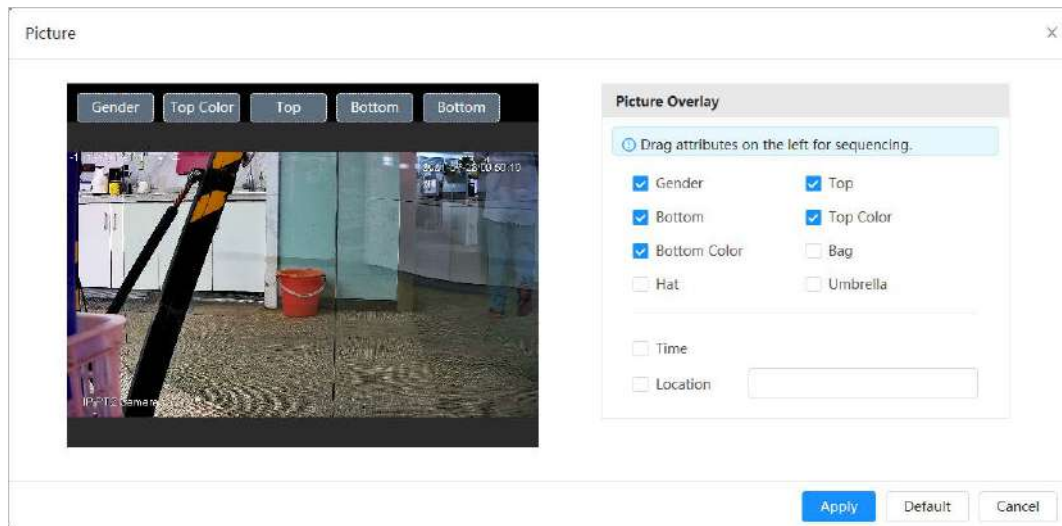 Picture
Gender Top Color Top Bottom Bottom
Picture Overlay
Drag attributes on the left for sequencing.
Gender Top
Bottom Top Color
Bottom Color Bag
Hat Umbrella
Time
Location
Apply Default Cancel